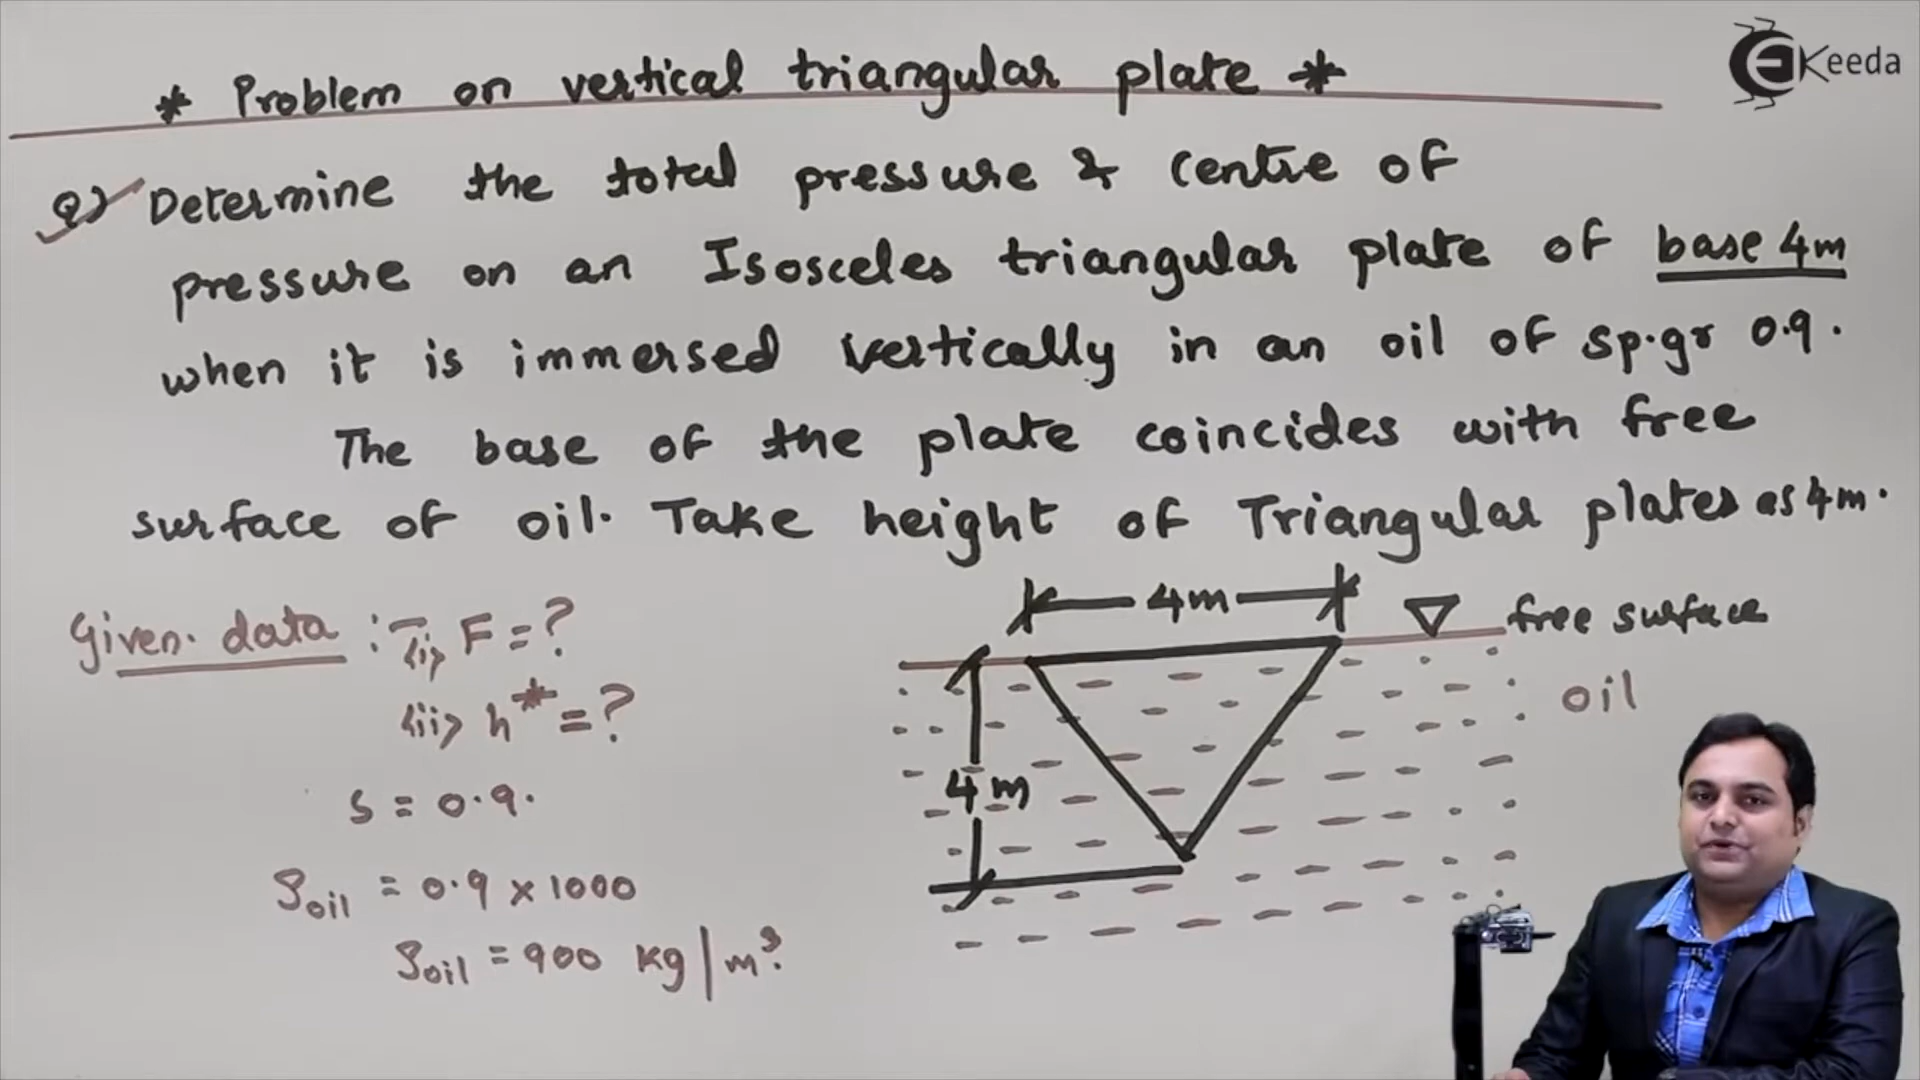 * Problem on vertical triangular plate *
EKeeda
Q) Determine the total pressure & centre of
pressure on an Isosceles triangular plate of base 4m
when it is immersed vertically in an oil of sp.gr 0.9.
The base of the plate coincides with free
surface of oil. Take height of Triangular plates as 4m.
Given data : (i) F = ?
(ii) h* = ?
S = 0.9.
ρoil = 0.9 × 1000
ρoil = 900 kg/m³
4m
free surface
oil
4m